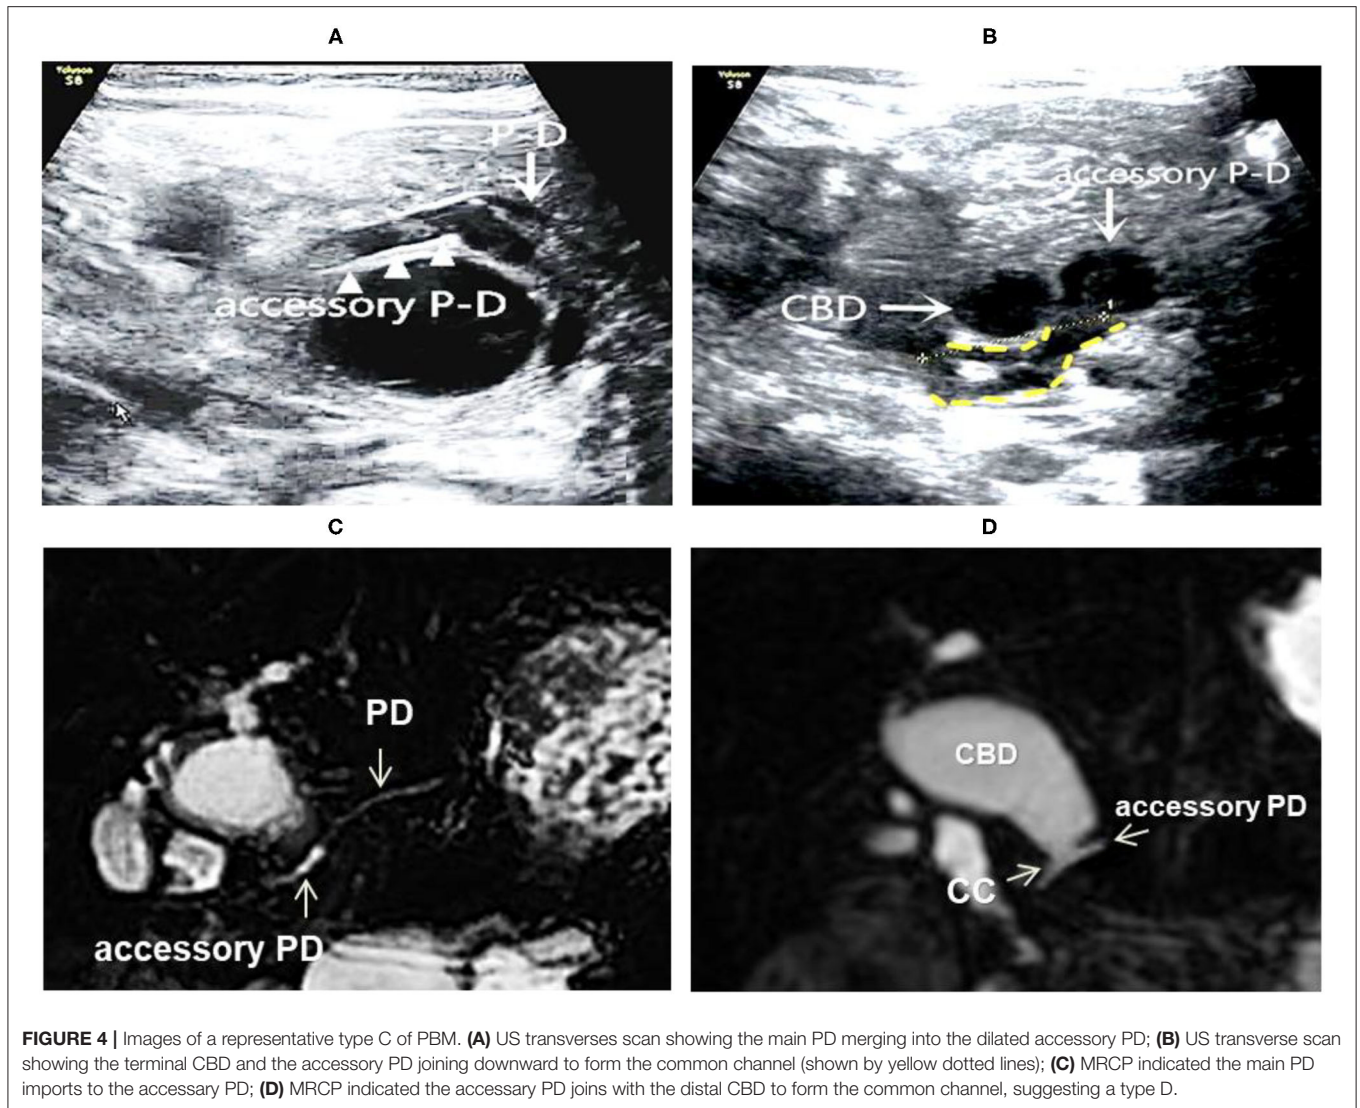 A
B
Voluson
S8
P-D
accessory P-D
Voluson
S8
accessory P-D
CBD
1
C
D
PD
accessory PD
CBD
accessory PD
CC
FIGURE 4 | Images of a representative type C of PBM. (A) US transverses scan showing the main PD merging into the dilated accessory PD; (B) US transverse scan
showing the terminal CBD and the accessory PD joining downward to form the common channel (shown by yellow dotted lines); (C) MRCP indicated the main PD
imports to the accessary PD; (D) MRCP indicated the accessary PD joins with the distal CBD to form the common channel, suggesting a type D.